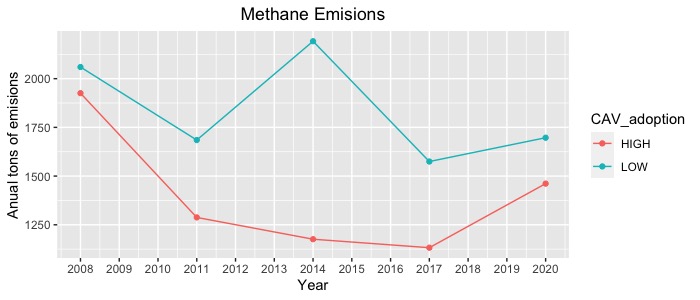 Methane Emisions
Anual tons of emisions
2000
1750
1500
1250
2008 2009 2010 2011 2012 2013 2014 2015 2016 2017 2018 2019 2020
Year
CAV_adoption
HIGH
LOW